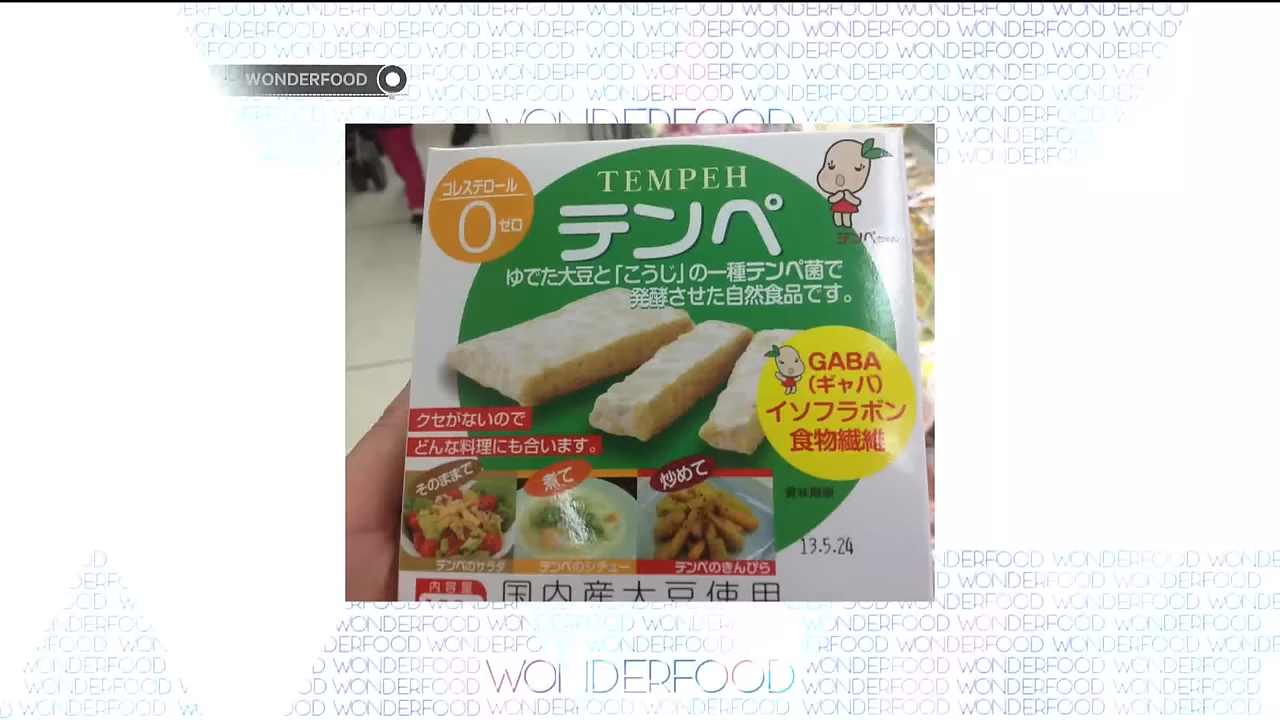 WONDERFOOD
コレステロール
0ゼロ
TEMPEH
テンペ
テンペちゃん
ゆでた大豆と「こうじ」の一種テンペ菌で
発酵させた自然食品です。
GABA
(ギャバ)
イソフラボン
食物繊維
クセがないので
どんな料理にも合います。
そのままで
煮て
炒めて
賞味期限
13.5.24
テンペのサラダ
テンペのシチュー
テンペのきんぴら
内容量
国内産大豆使用
WONDERFOOD